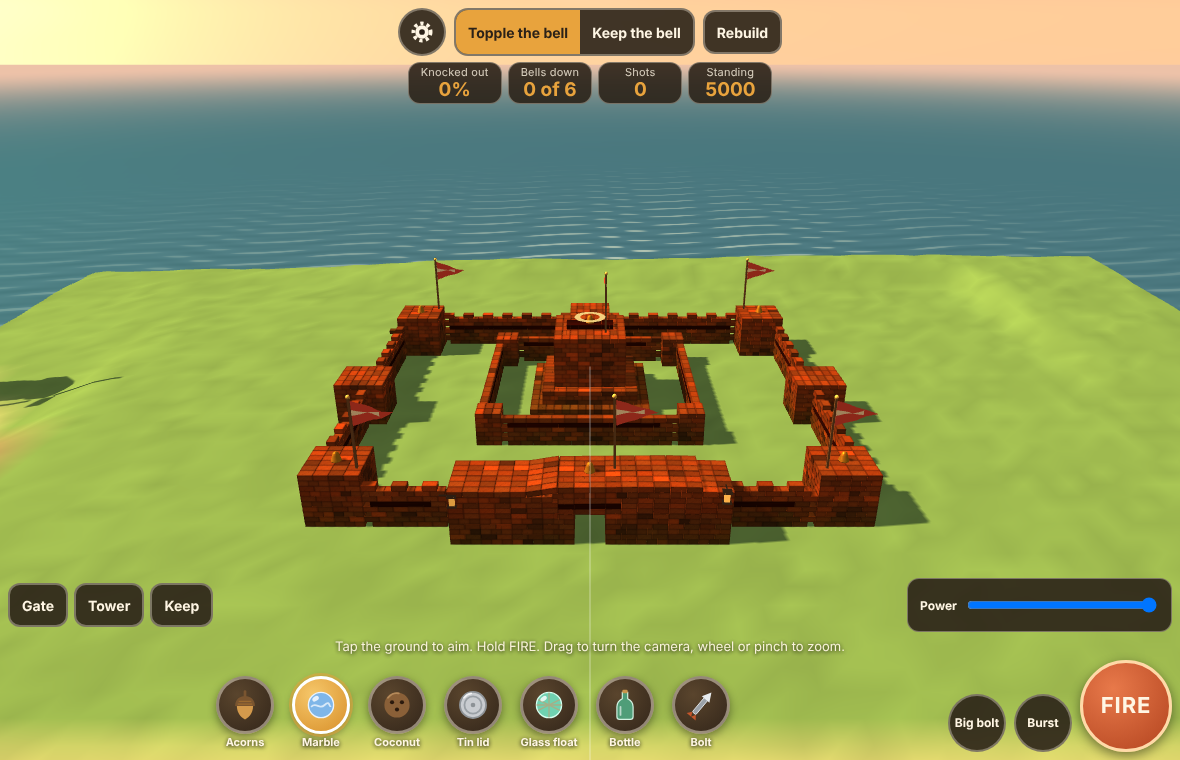 Topple the bell
Keep the bell
Rebuild
Knocked out
0%
Bells down
0 of 6
Shots
0
Standing
5000
Gate
Tower
Keep
Power
Tap the ground to aim. Hold FIRE. Drag to turn the camera, wheel or pinch to zoom.
Acorns
Marble
Coconut
Tin lid
Glass float
Bottle
Bolt
Big bolt
Burst
FIRE